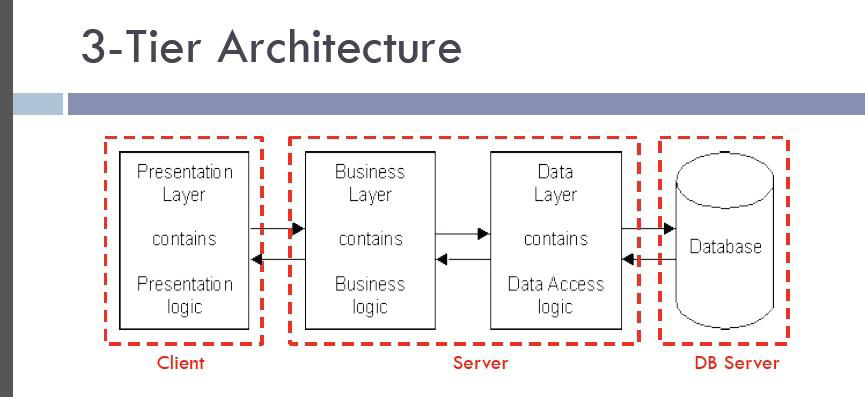 3-Tier Architecture
Presentation
Layer
contains
Presentation
logic
Business
Layer
contains
Business
logic
Data
Layer
contains
Data Access
logic
Database
Client
Server
DB Server